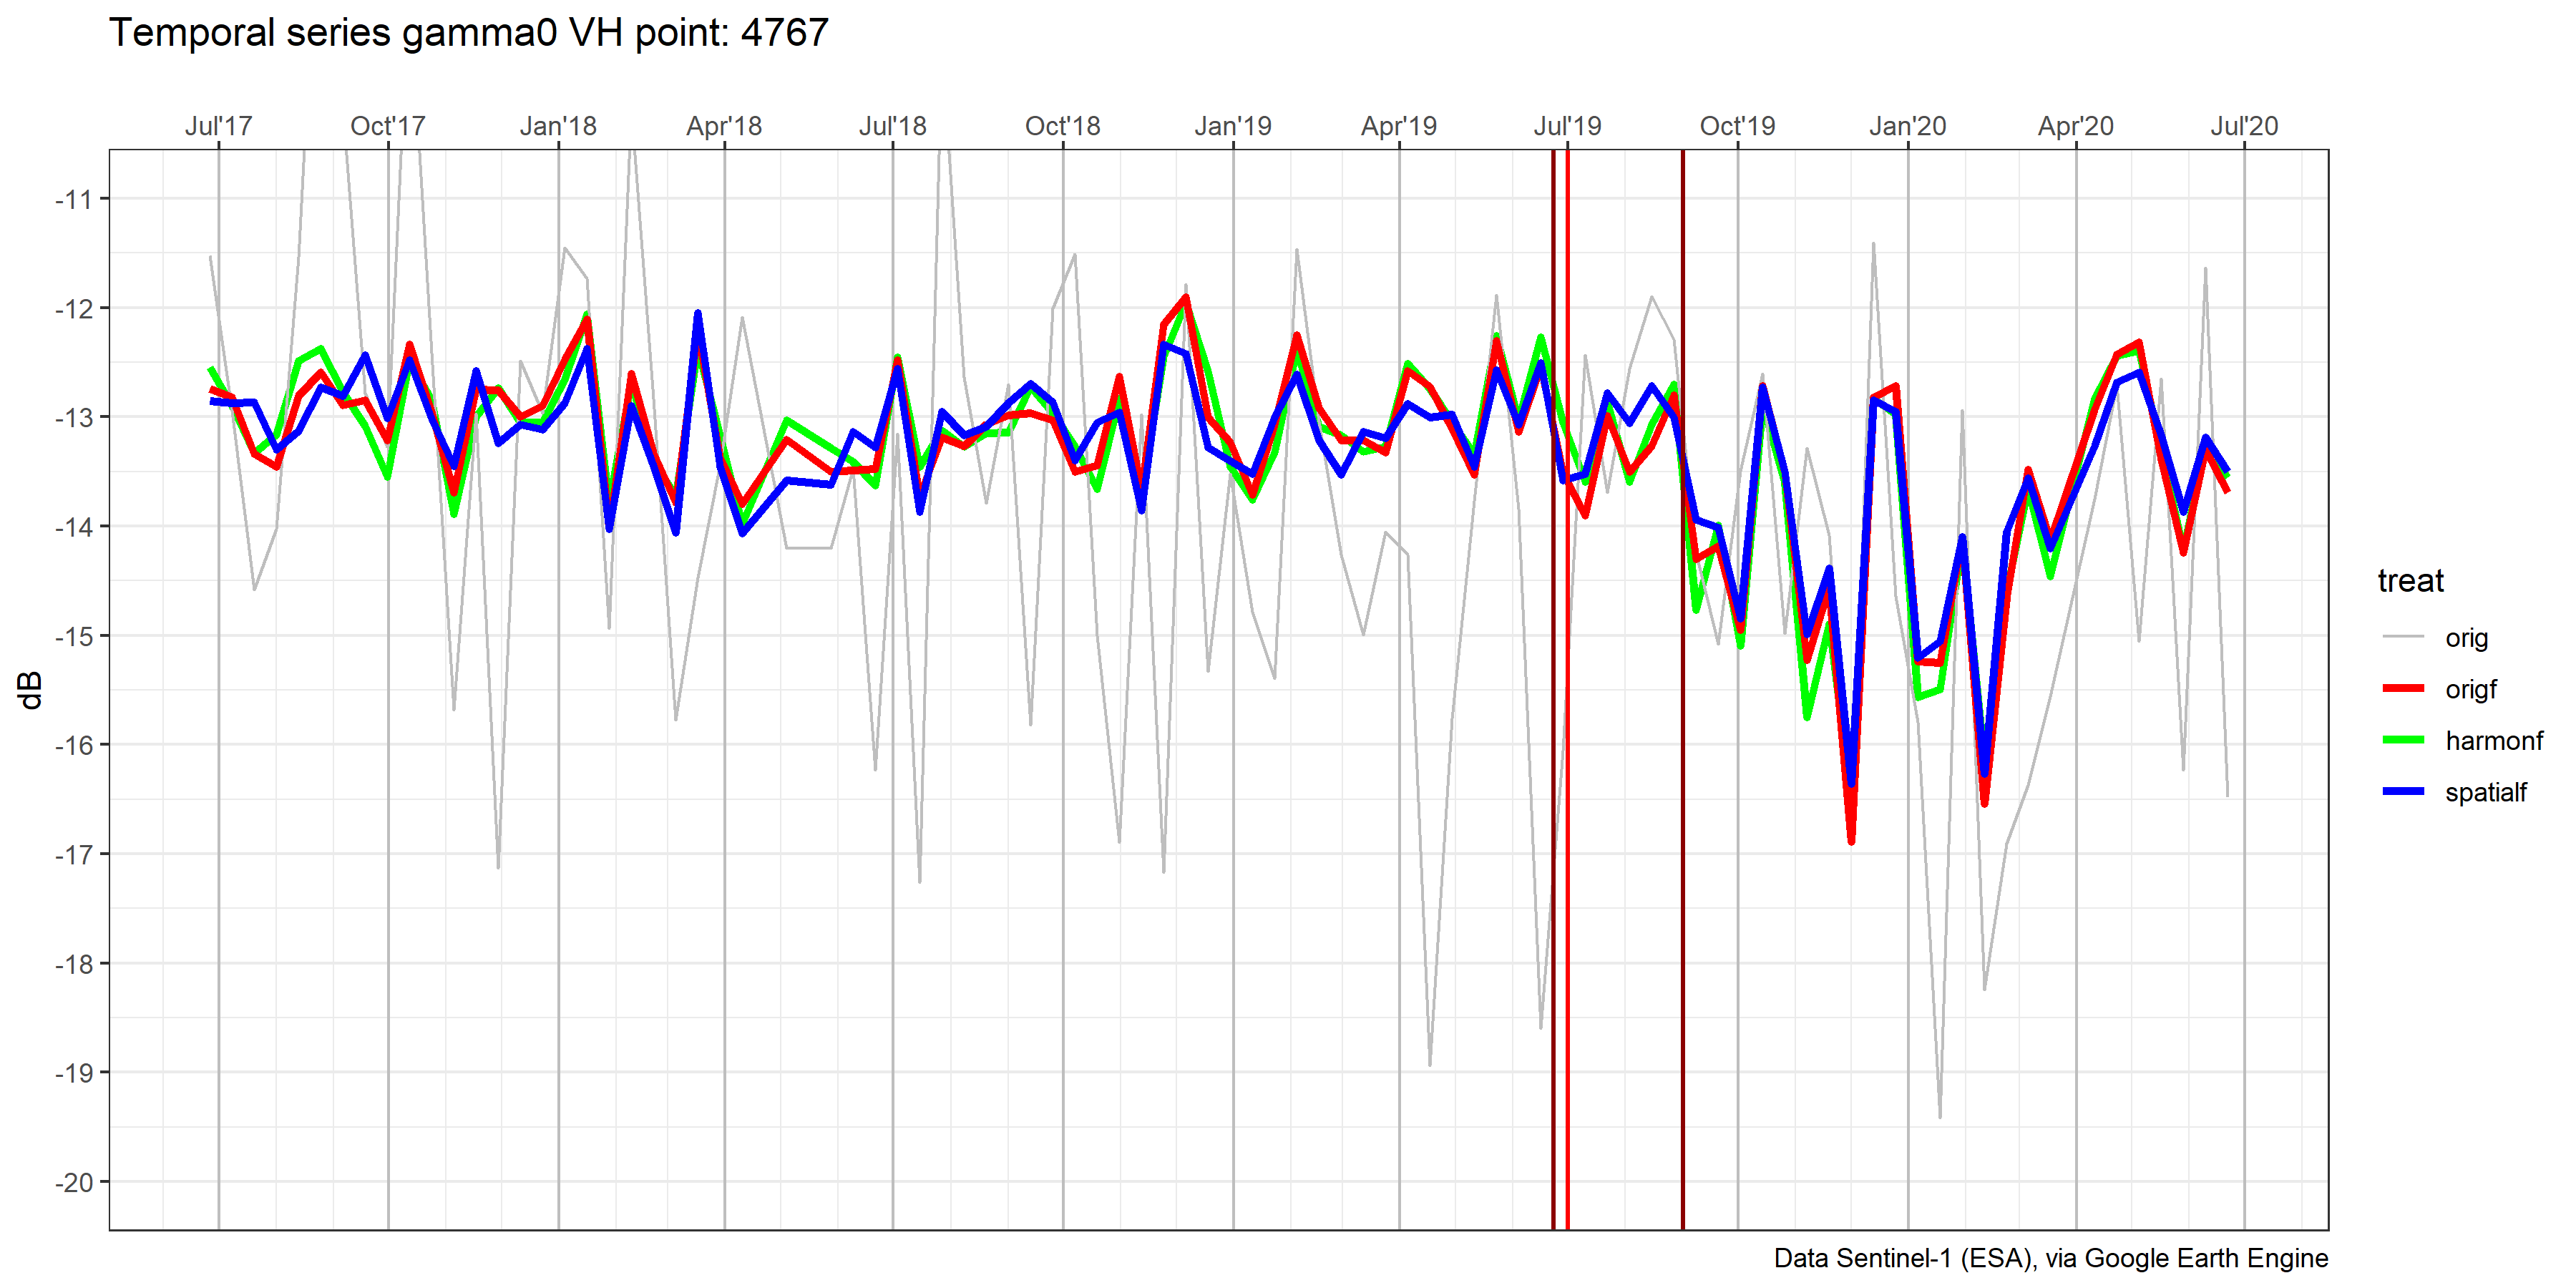 Temporal series gamma0 VH point: 4767
Jul'17 Oct'17 Jan'18 Apr'18 Jul'18 Oct'18 Jan'19 Apr'19 Jul'19 Oct'19 Jan'20 Apr'20 Jul'20
-11
-12
-13
-14
-15
-16
-17
-18
-19
-20
dB
treat
orig
origf
harmonf
spatialf
Data Sentinel-1 (ESA), via Google Earth Engine